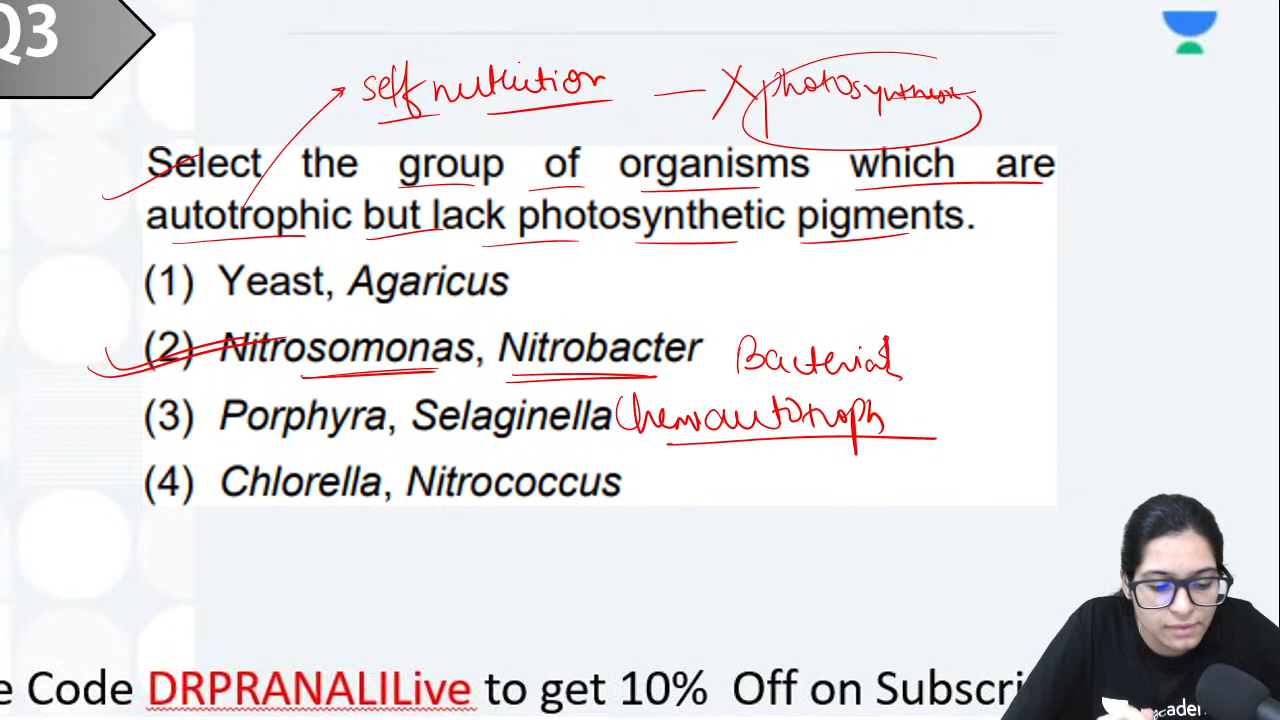 Q3
self nutrition — X photosynthesis
Select the group of organisms which are
autotrophic but lack photosynthetic pigments.
(1) Yeast, Agaricus
(2) Nitrosomonas, Nitrobacter Bacterial
(3) Porphyra, Selaginella Chemoautotroph
(4) Chlorella, Nitrococcus
e Code DRPRANALILive to get 10% Off on Subscri